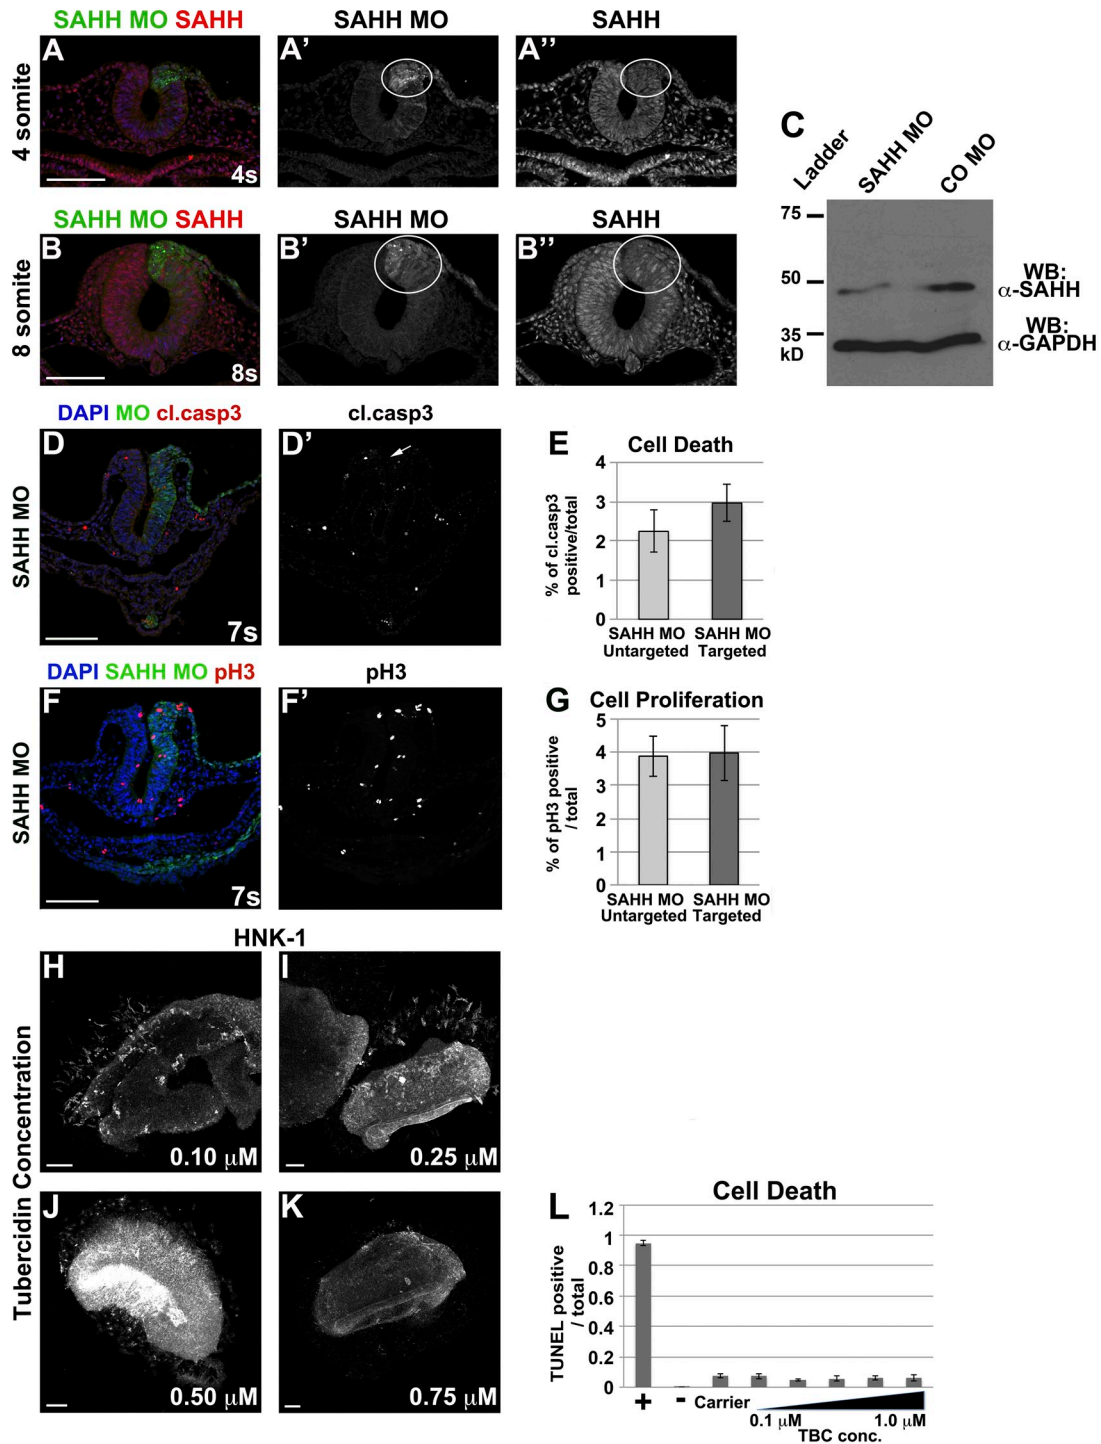 SAHH MO SAHH
SAHH MO
SAHH
4 somite
A
4s
A'
A''
SAHH MO SAHH
SAHH MO
SAHH
8 somite
B
8s
B'
B''
C
Ladder
SAHH MO
CO MO
75
50
35
kD
WB:
α-SAHH
WB:
α-GAPDH
DAPI MO cl.casp3
cl.casp3
SAHH MO
D
7s
D'
E
Cell Death
% of cl.casp3
positive/total
4
3
2
1
0
SAHH MO
Untargeted
SAHH MO
Targeted
DAPI SAHH MO pH3
pH3
SAHH MO
F
7s
F'
G
Cell Proliferation
% of pH3 positive
/ total
5
4
3
2
1
0
SAHH MO
Untargeted
SAHH MO
Targeted
HNK-1
Tubercidin Concentration
H
0.10 µM
I
0.25 µM
J
0.50 µM
K
0.75 µM
L
Cell Death
TUNEL positive
/ total
1.2
1
0.8
0.6
0.4
0.2
0
+
-
Carrier
0.1 µM
1.0 µM
TBC conc.